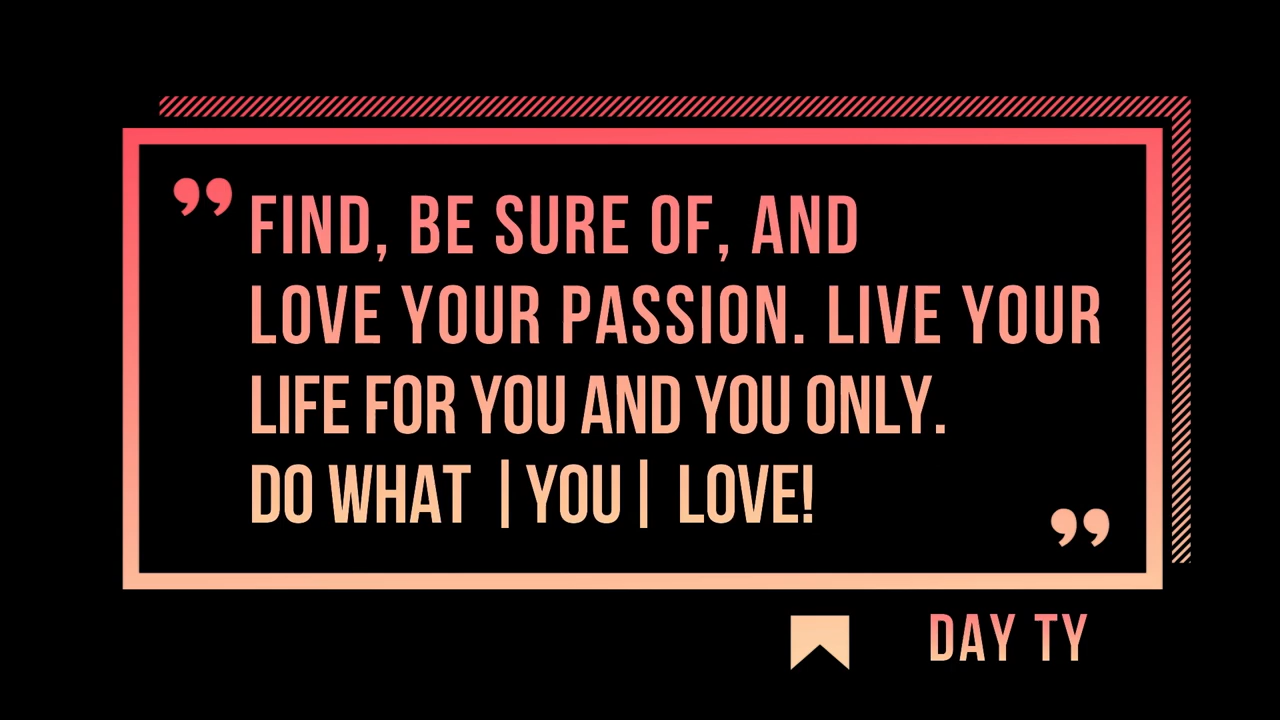 ” FIND, BE SURE OF, AND
LOVE YOUR PASSION. LIVE YOUR
LIFE FOR YOU AND YOU ONLY.
DO WHAT | YOU | LOVE!
”
DAY TY